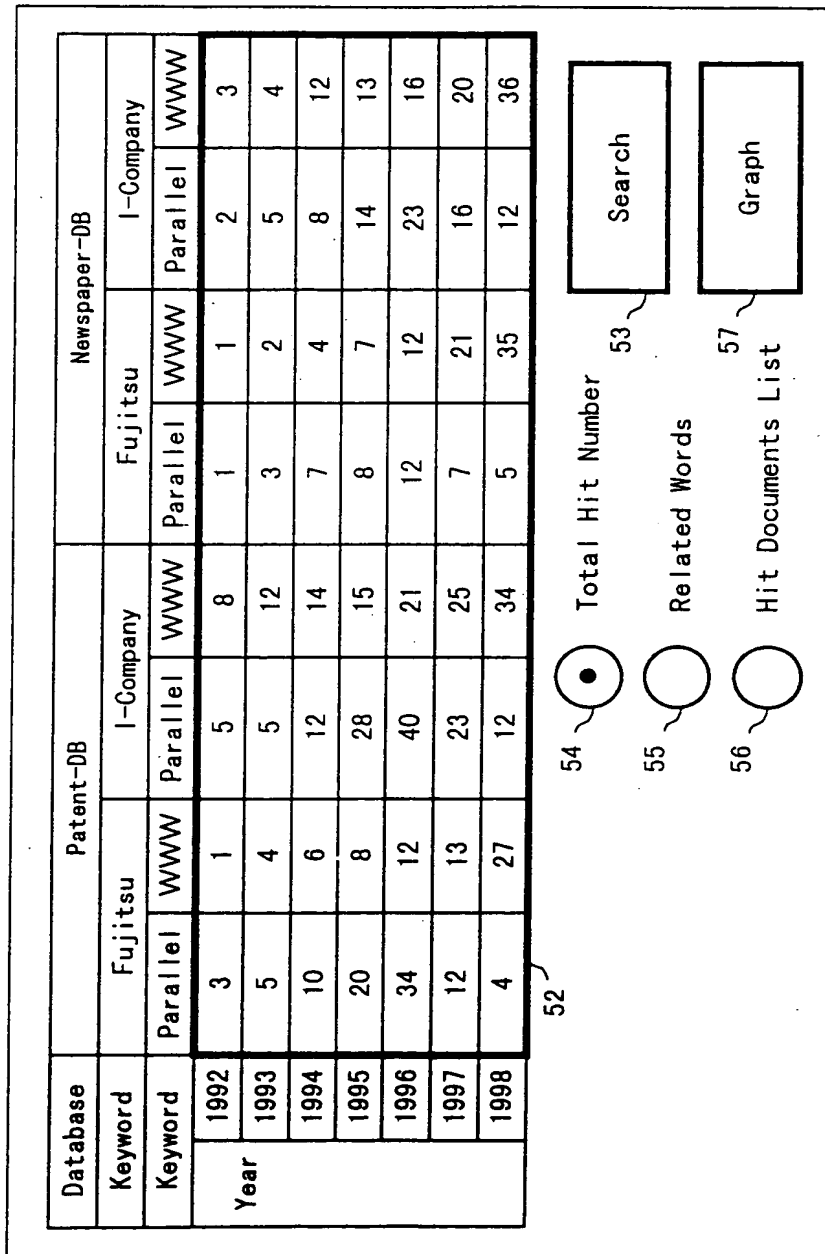 Database Patent-DB Newspaper-DB
Keyword Fujitsu I-Company Fujitsu I-Company
Keyword Parallel WWW Parallel WWW Parallel WWW Parallel WWW
Year
1992 3 1 5 8 1 1 2 3
1993 5 4 5 12 3 2 5 4
1994 10 6 12 14 7 4 8 12
1995 20 8 28 15 8 7 14 13
1996 34 12 40 21 12 12 23 16
1997 12 13 23 25 7 21 16 20
1998 4 27 12 34 5 35 12 36
52
54 Total Hit Number
53 Search
55 Related Words
56 Hit Documents List
57 Graph